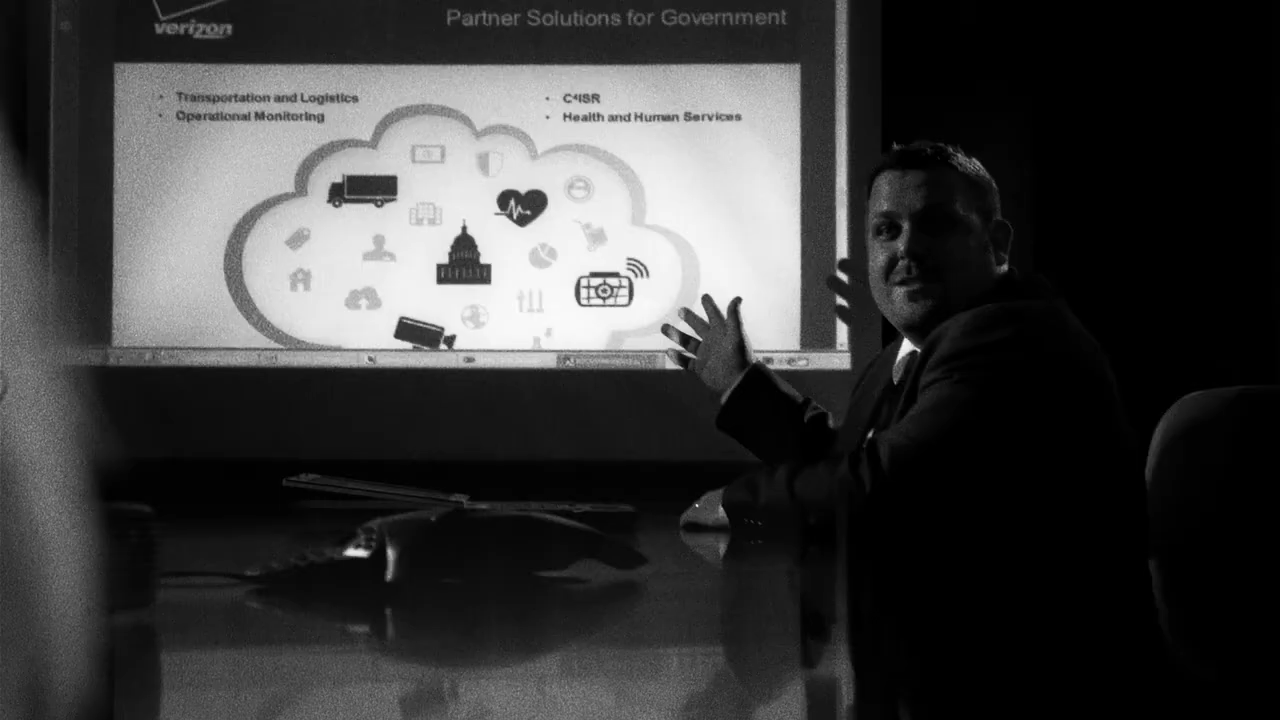 verizon
Partner Solutions for Government
• Transportation and Logistics
• Operational Monitoring
• C⁴ISR
• Health and Human Services